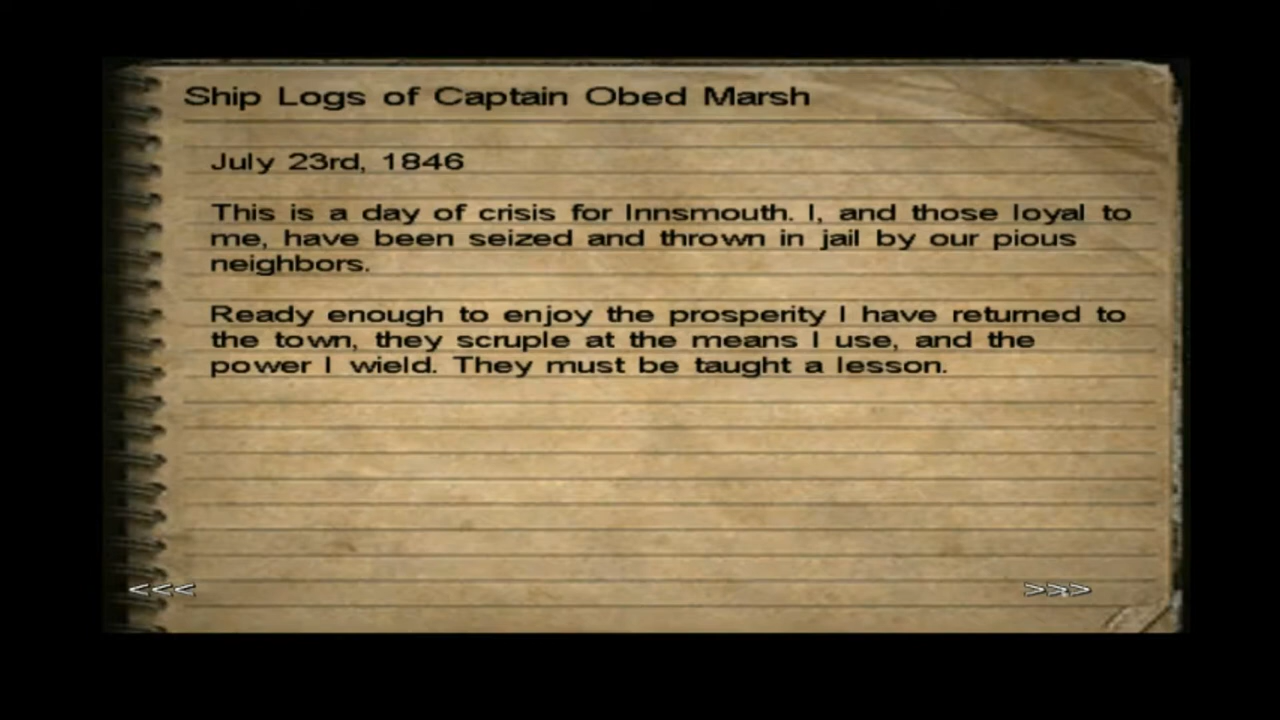 Ship Logs of Captain Obed Marsh
July 23rd, 1846
This is a day of crisis for Innsmouth. I, and those loyal to
me, have been seized and thrown in jail by our pious
neighbors.
Ready enough to enjoy the prosperity I have returned to
the town, they scruple at the means I use, and the
power I wield. They must be taught a lesson.
<<< >>>